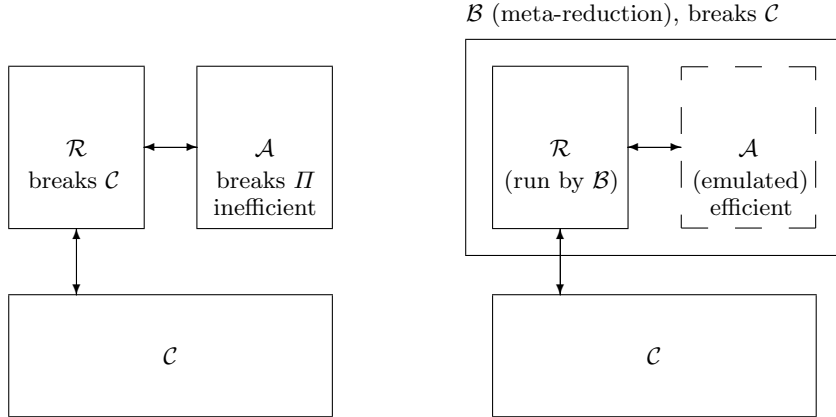 ℬ (meta-reduction), breaks 𝒞
ℛ
breaks 𝒞
𝒜
breaks Π
inefficient
𝒞
ℛ
(run by ℬ)
𝒜
(emulated)
efficient
𝒞